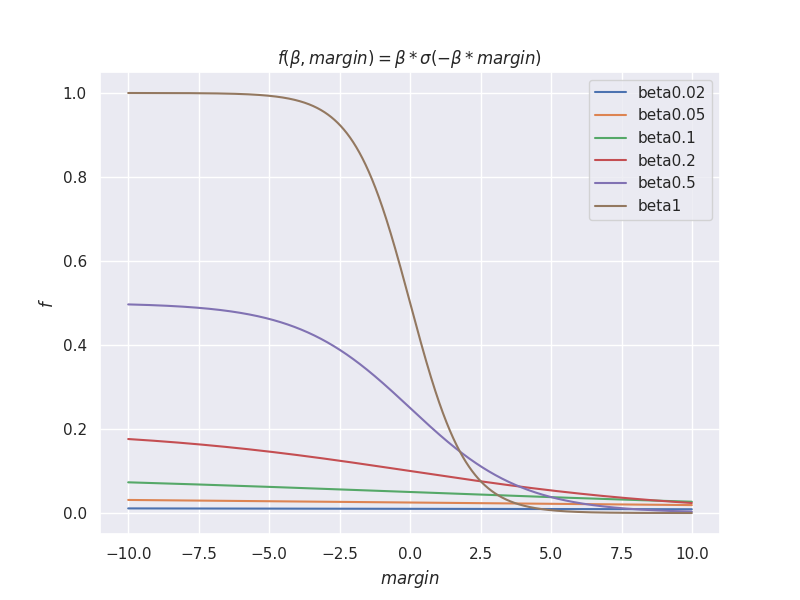 f(β, margin) = β * σ(−β * margin)
1.0
0.8
0.6
0.4
0.2
0.0
f
−10.0 −7.5 −5.0 −2.5 0.0 2.5 5.0 7.5 10.0
margin
beta0.02
beta0.05
beta0.1
beta0.2
beta0.5
beta1